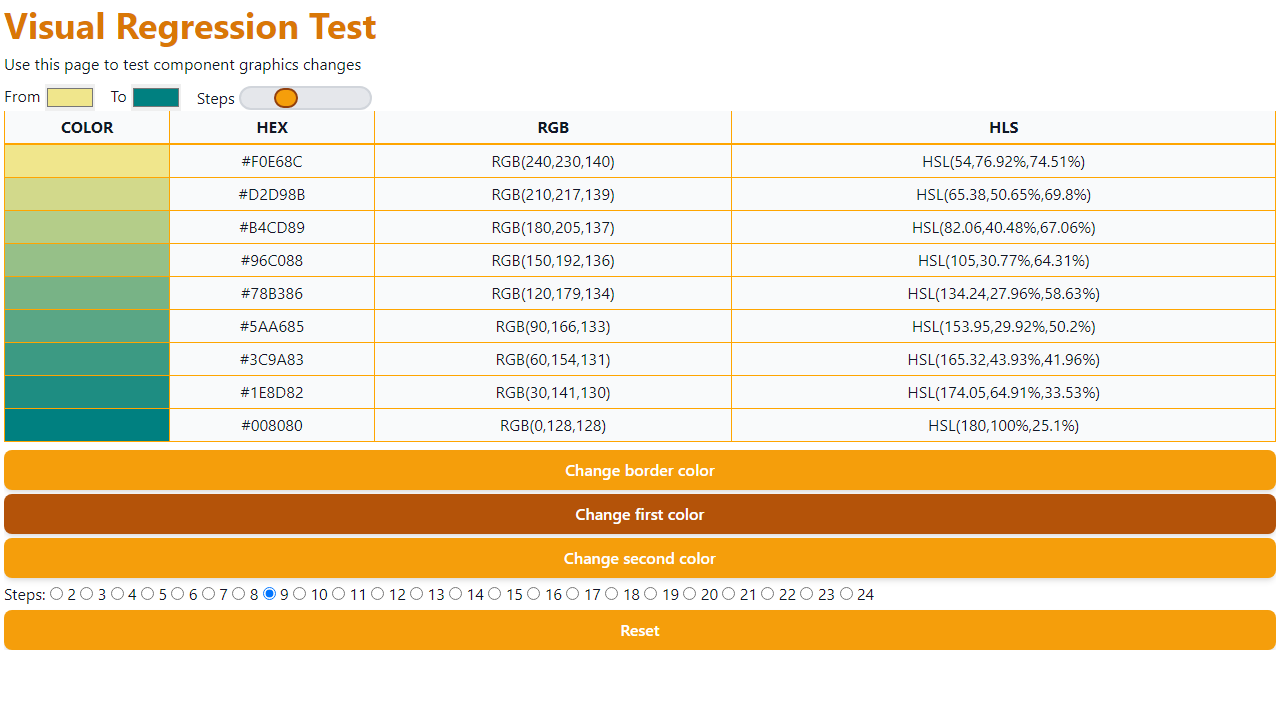 Visual Regression Test
Use this page to test component graphics changes
From To Steps
COLOR HEX RGB HLS
#F0E68C RGB(240,230,140) HSL(54,76.92%,74.51%)
#D2D98B RGB(210,217,139) HSL(65.38,50.65%,69.8%)
#B4CD89 RGB(180,205,137) HSL(82.06,40.48%,67.06%)
#96C088 RGB(150,192,136) HSL(105,30.77%,64.31%)
#78B386 RGB(120,179,134) HSL(134.24,27.96%,58.63%)
#5AA685 RGB(90,166,133) HSL(153.95,29.92%,50.2%)
#3C9A83 RGB(60,154,131) HSL(165.32,43.93%,41.96%)
#1E8D82 RGB(30,141,130) HSL(174.05,64.91%,33.53%)
#008080 RGB(0,128,128) HSL(180,100%,25.1%)
Change border color
Change first color
Change second color
Steps: 2 3 4 5 6 7 8 9 10 11 12 13 14 15 16 17 18 19 20 21 22 23 24
Reset